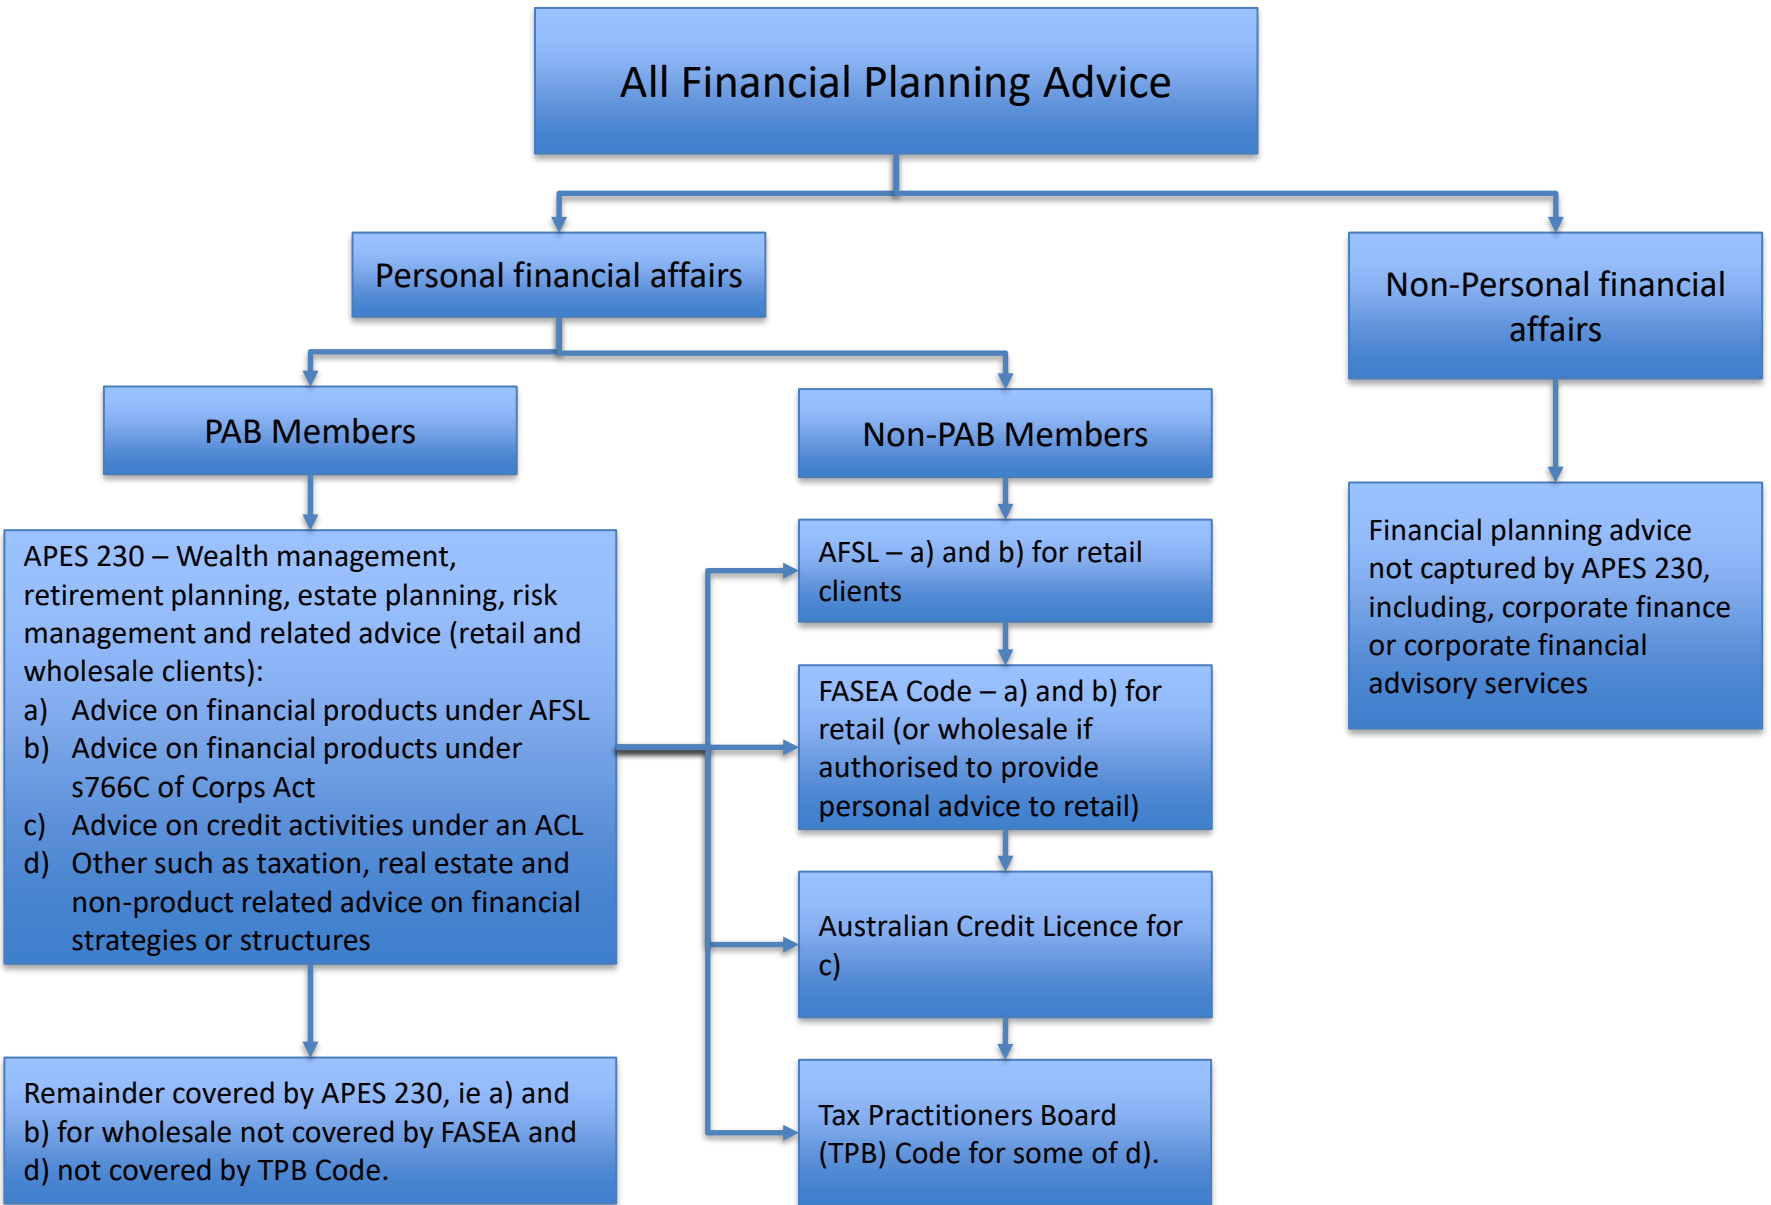 All Financial Planning Advice
Personal financial affairs
Non-Personal financial
affairs
PAB Members
Non-PAB Members
APES 230 – Wealth management,
retirement planning, estate planning, risk
management and related advice (retail and
wholesale clients):
a) Advice on financial products under AFSL
b) Advice on financial products under
s766C of Corps Act
c) Advice on credit activities under an ACL
d) Other such as taxation, real estate and
non-product related advice on financial
strategies or structures
Remainder covered by APES 230, ie a) and
b) for wholesale not covered by FASEA and
d) not covered by TPB Code.
AFSL – a) and b) for retail
clients
FASEA Code – a) and b) for
retail (or wholesale if
authorised to provide
personal advice to retail)
Australian Credit Licence for
c)
Tax Practitioners Board
(TPB) Code for some of d).
Financial planning advice
not captured by APES 230,
including, corporate finance
or corporate financial
advisory services